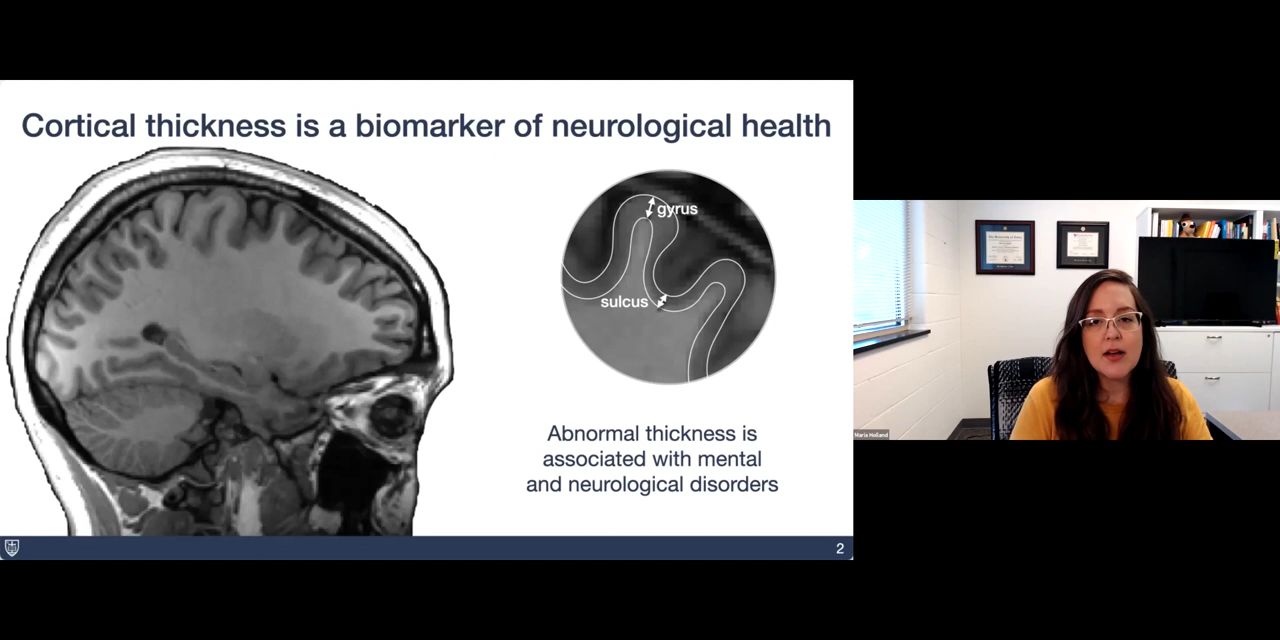 Cortical thickness is a biomarker of neurological health
gyrus
sulcus
Abnormal thickness is
associated with mental
and neurological disorders
2
Maria Holland